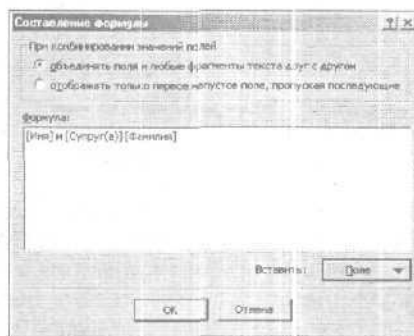 Составление формулы
При комбинировании значений полей
объединять поля и любые фрагменты текста друг с другом
отображать только первое непустое поле, пропуская последующие
Формула:
[Имя] и [Супруг(а)] [Фамилия]
Вставить: Поле
OK Отмена